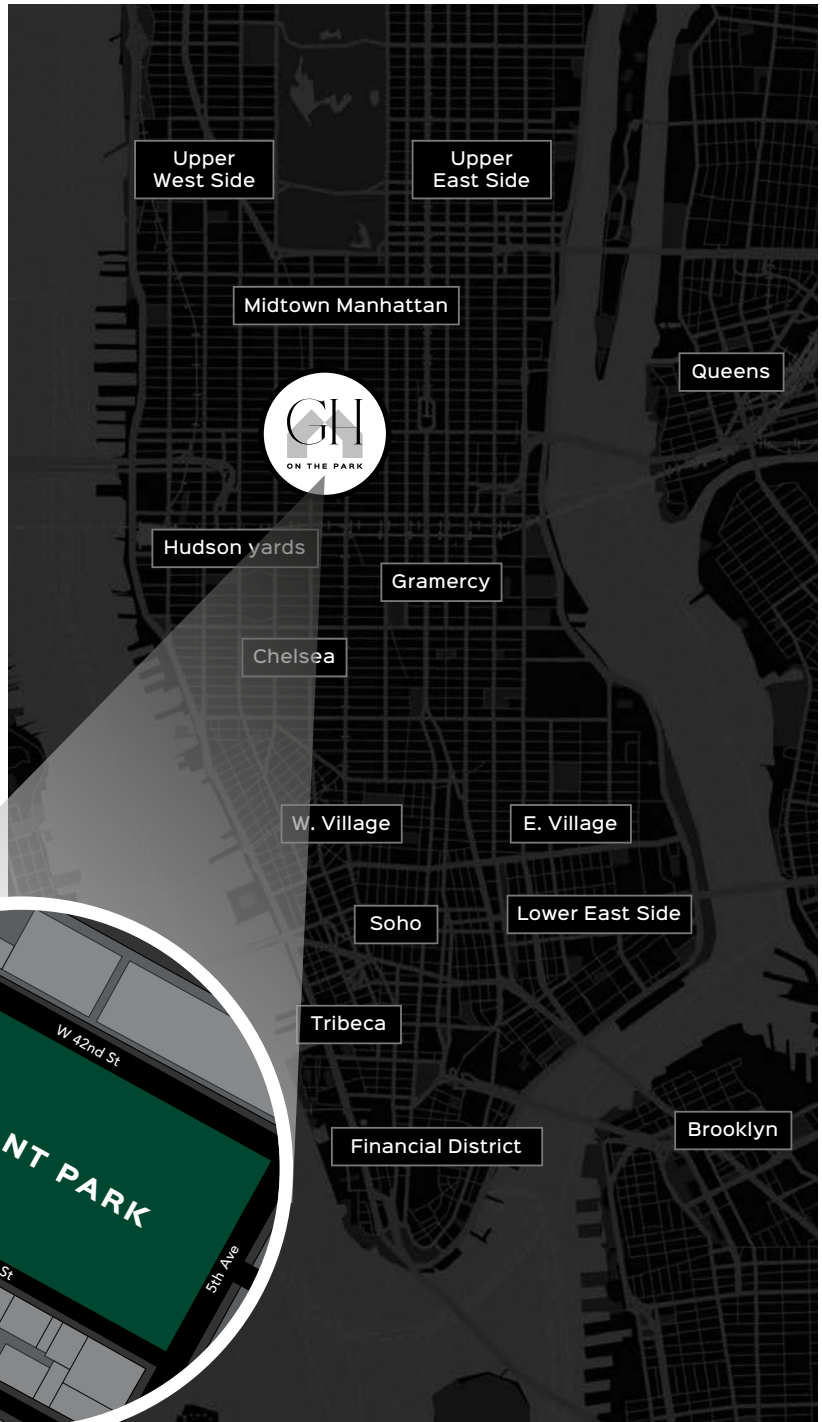 Upper
West Side
Upper
East Side
Midtown Manhattan
Queens
GH
ON THE PARK
Hudson yards
Gramercy
Chelsea
W. Village
E. Village
Soho
Lower East Side
Tribeca
W 42nd St
Brooklyn
Financial District
NT PARK
5th Ave
St